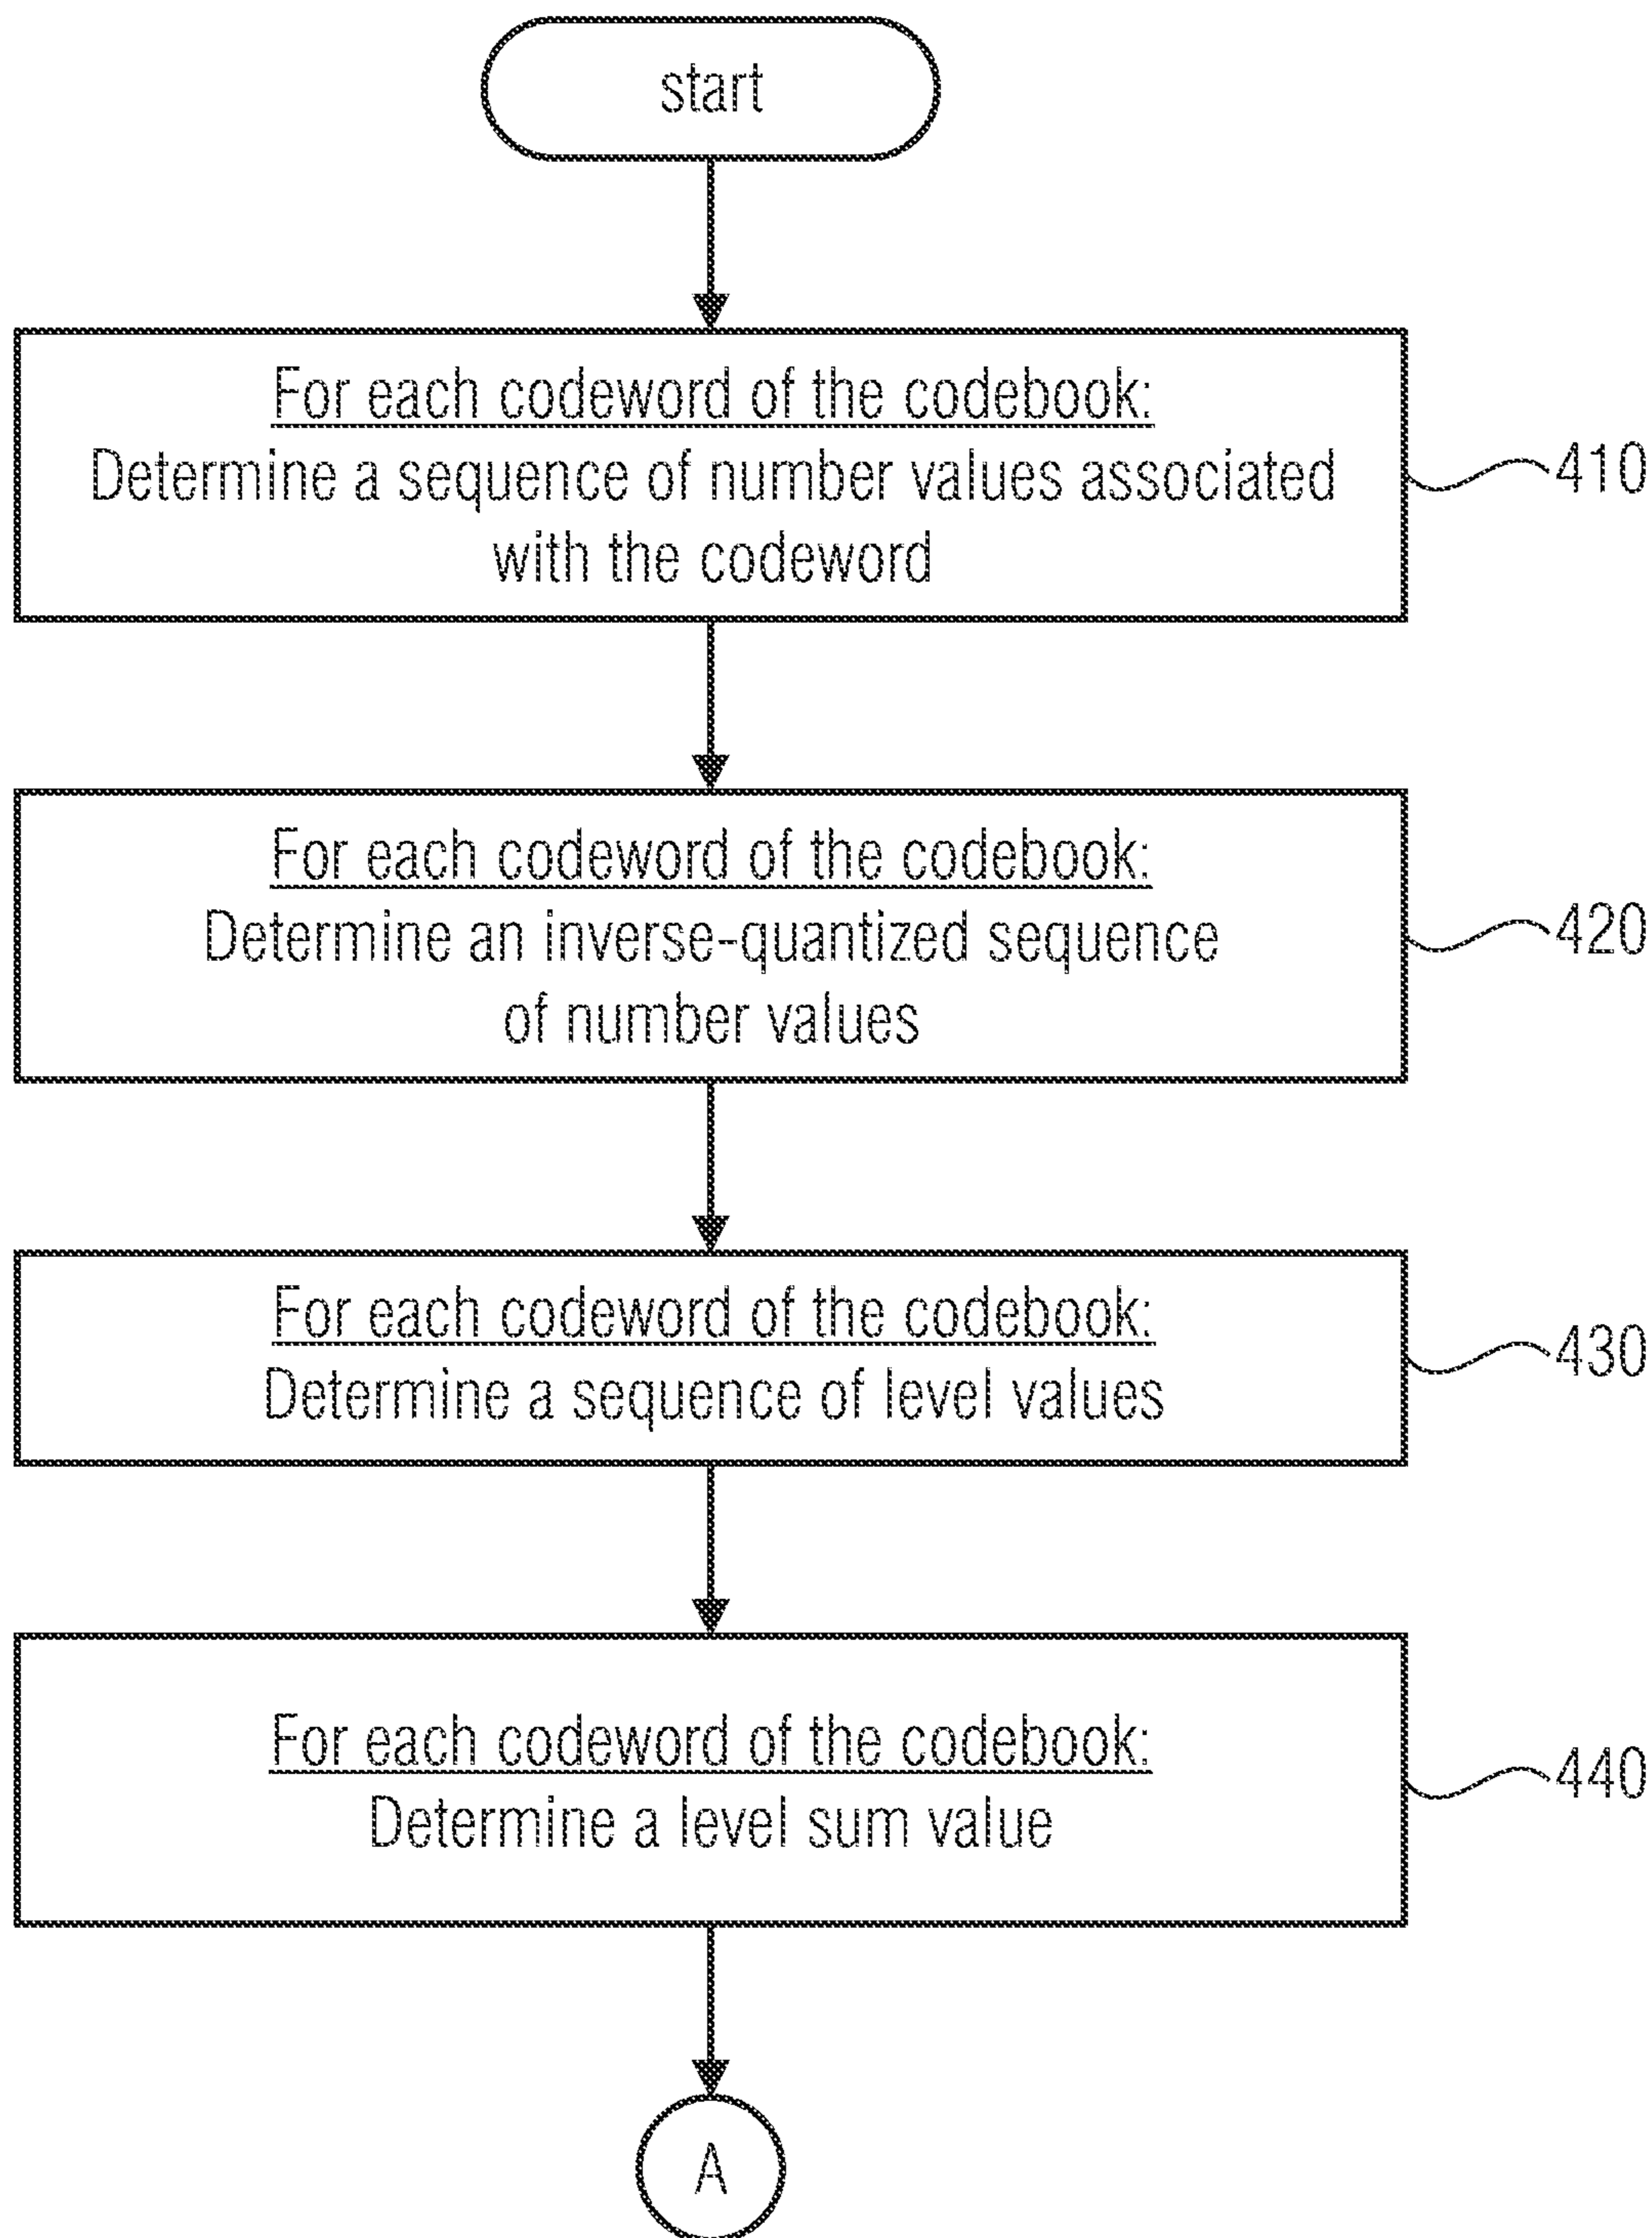 start
For each codeword of the codebook:
Determine a sequence of number values associated
with the codeword
410
For each codeword of the codebook:
Determine an inverse-quantized sequence
of number values
420
For each codeword of the codebook:
Determine a sequence of level values
430
For each codeword of the codebook:
Determine a level sum value
440
A